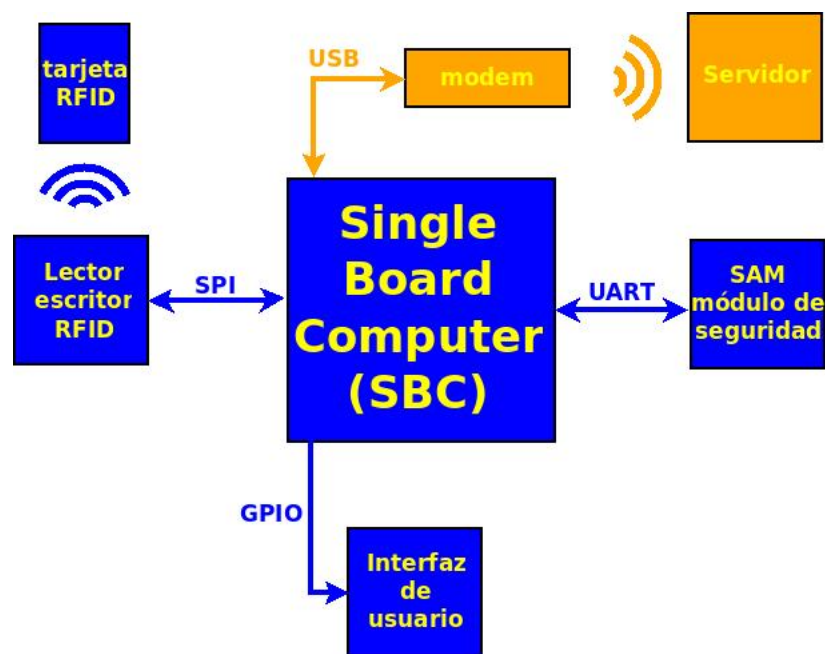 tarjeta
RFID
USB
modem
Servidor
Single
Board
Computer
(SBC)
Lector
escritor
RFID
SPI
UART
SAM
módulo de
seguridad
GPIO
Interfaz
de
usuario